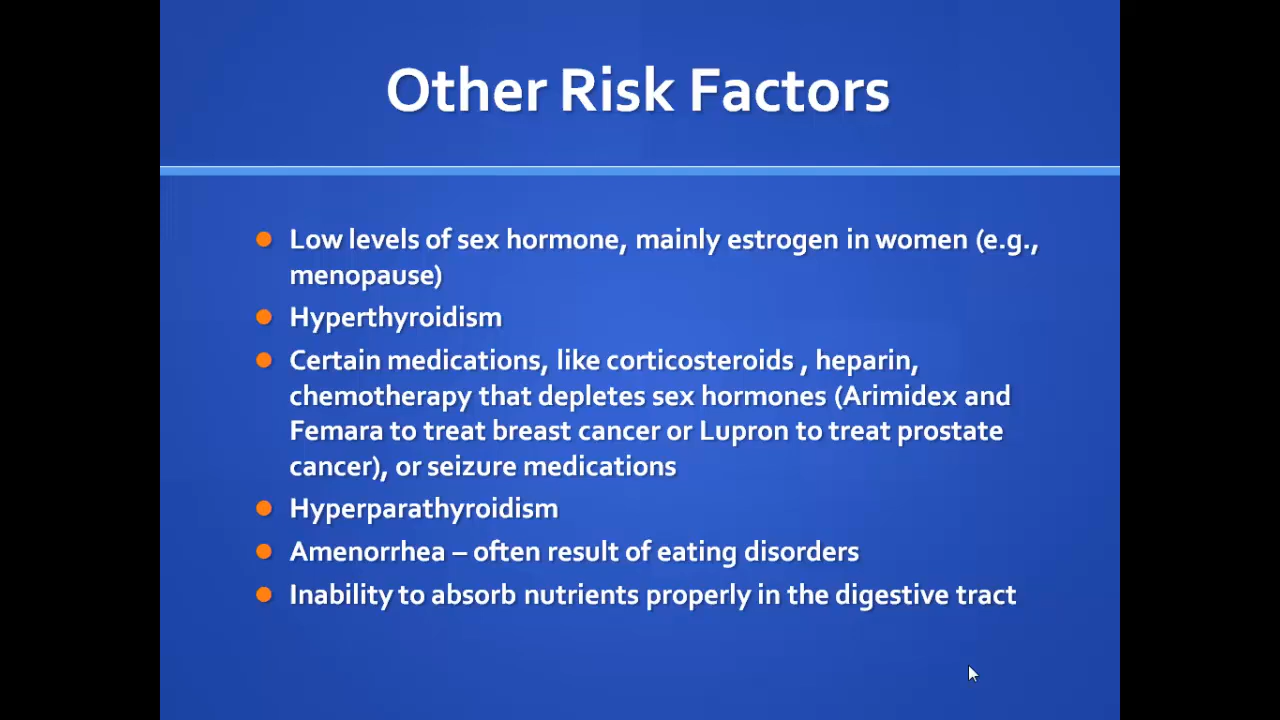 Other Risk Factors
Low levels of sex hormone, mainly estrogen in women (e.g.,
menopause)
Hyperthyroidism
Certain medications, like corticosteroids , heparin,
chemotherapy that depletes sex hormones (Arimidex and
Femara to treat breast cancer or Lupron to treat prostate
cancer), or seizure medications
Hyperparathyroidism
Amenorrhea – often result of eating disorders
Inability to absorb nutrients properly in the digestive tract